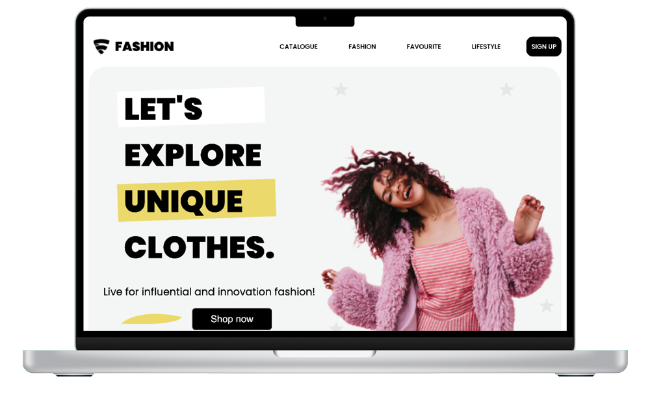 FASHION
CATALOGUE FASHION FAVOURITE LIFESTYLE SIGN UP
LET'S
EXPLORE
UNIQUE
CLOTHES.
Live for influential and innovation fashion!
Shop now